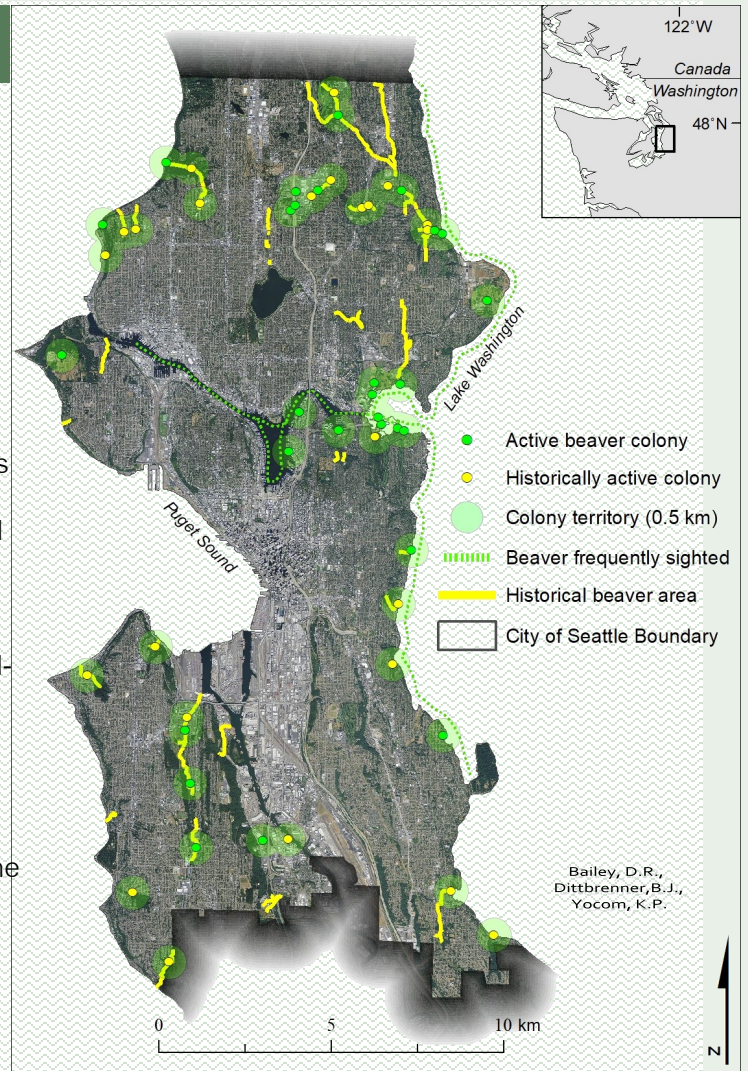 122˚W
Canada
Washington
48˚N
Lake Washington
Active beaver colony
Historically active colony
Colony territory (0.5 km)
Beaver frequently sighted
Historical beaver area
City of Seattle Boundary
Puget Sound
Bailey, D.R.,
Dittbrenner,B.J.,
Yocom, K.P.
0 5 10 km
N